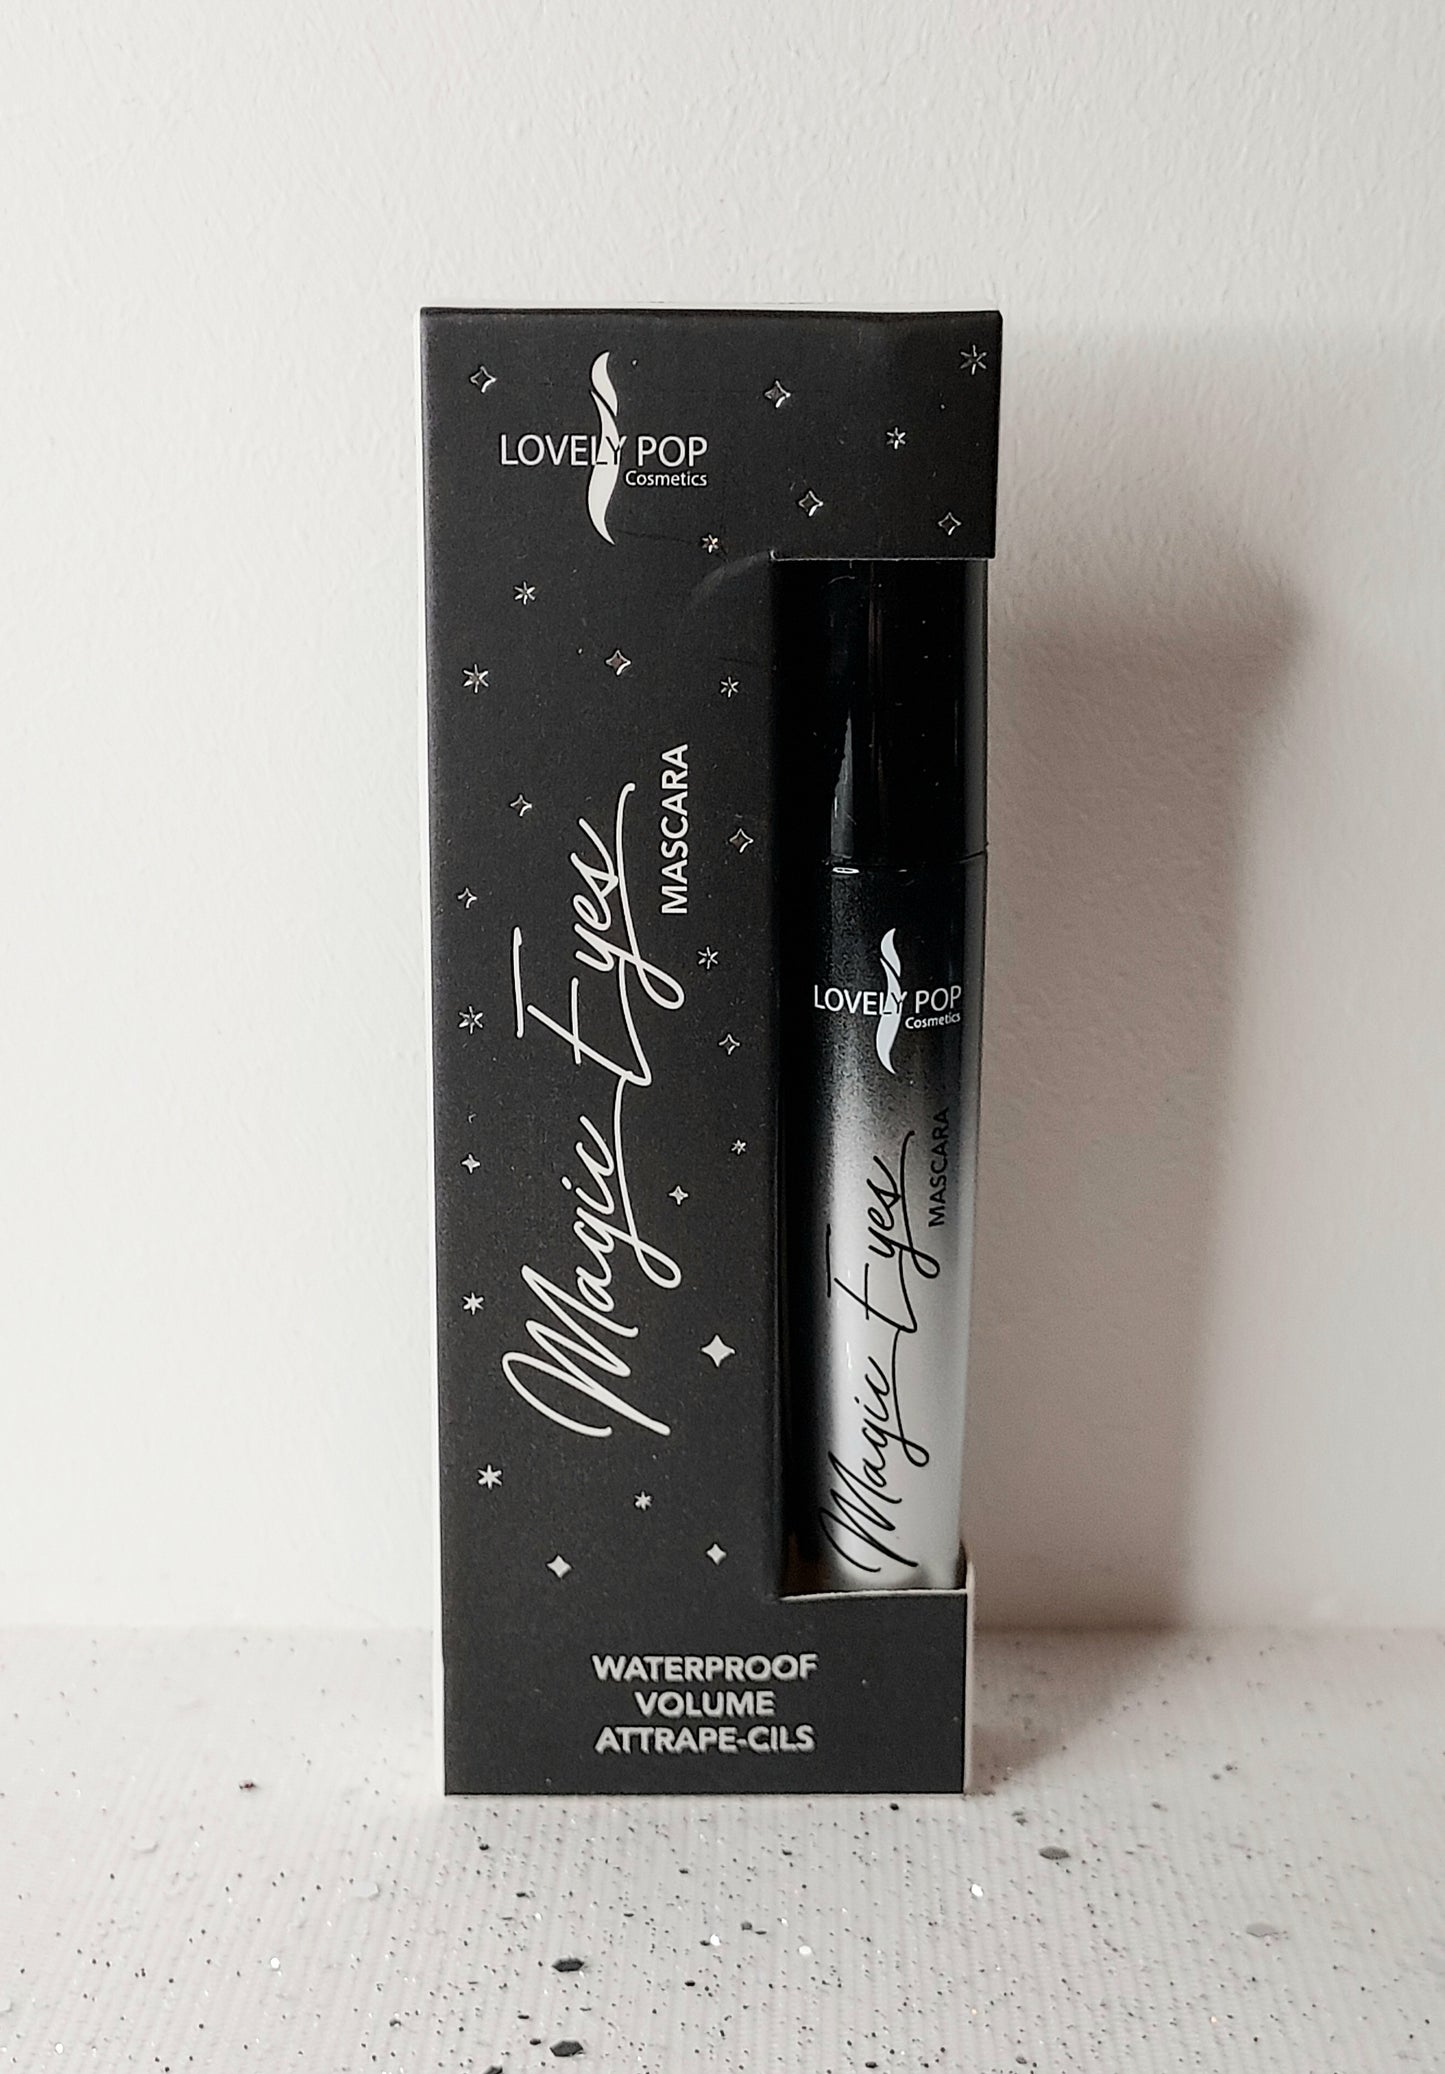 LOVELY POP
Cosmetics
Magic Eyes
MASCARA
LOVELY POP
Cosmetics
Magic Eyes
MASCARA
WATERPROOF
VOLUME
ATTRAPE-CILS